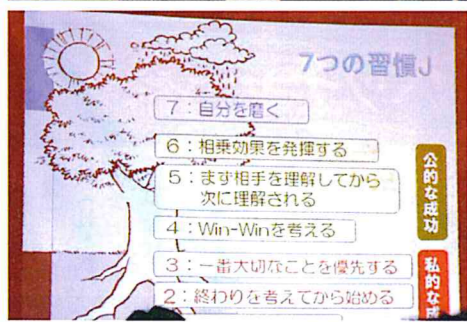 7つの習慣J
7：自分を磨く
6：相乗効果を発揮する
5：まず相手を理解してから
次に理解される
4：Win-Winを考える
公的な成功
3：一番大切なことを優先する
2：終わりを考えてから始める
私的な成